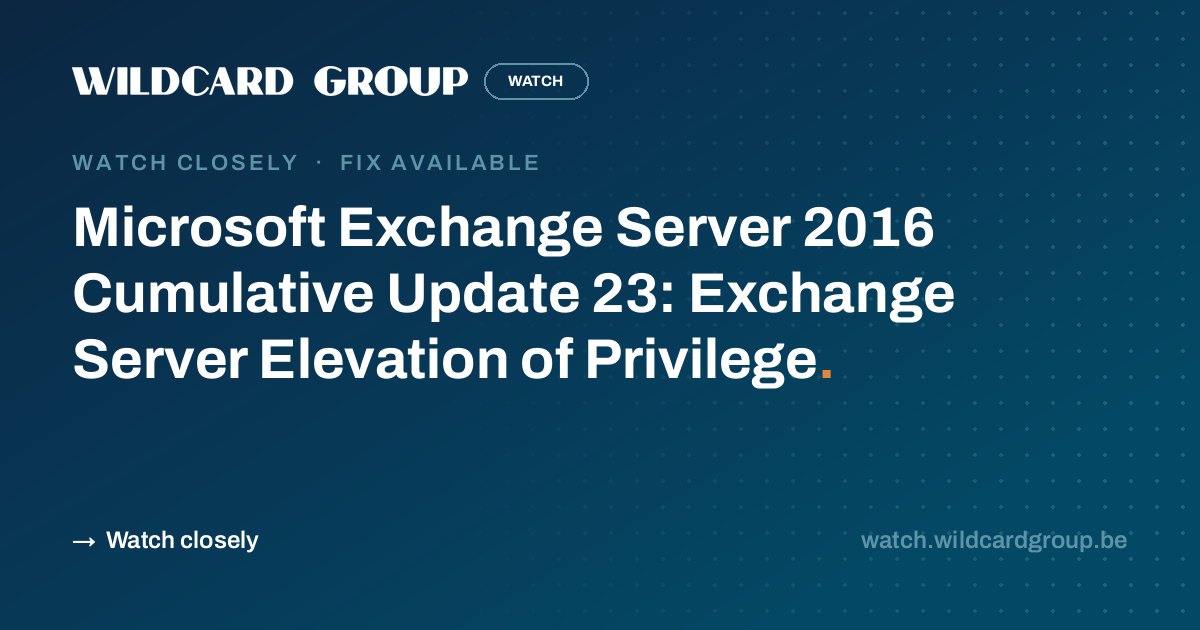 WILDCARD GROUP WATCH
WATCH CLOSELY · FIX AVAILABLE
Microsoft Exchange Server 2016
Cumulative Update 23: Exchange
Server Elevation of Privilege.
→ Watch closely
watch.wildcardgroup.be